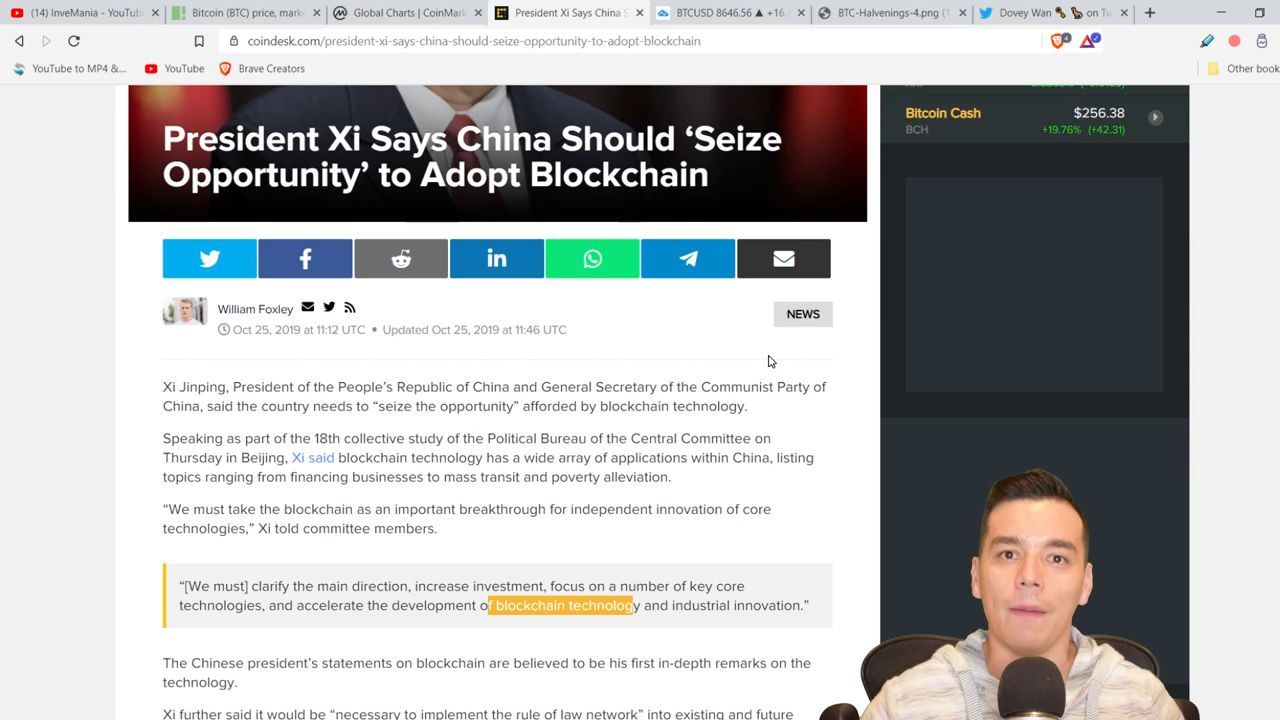 (14) InveMania - YouTube
Bitcoin (BTC) price, marke
Global Charts | CoinMark
President Xi Says China S
BTCUSD 8646.56 ▲ +16.
BTC-Halvenings-4.png (1
Dovey Wan on Tw
coindesk.com/president-xi-says-china-should-seize-opportunity-to-adopt-blockchain
4
YouTube to MP4 &...
YouTube
Brave Creators
Other book
President Xi Says China Should ‘Seize
Opportunity’ to Adopt Blockchain
Bitcoin Cash
$256.38
BCH
+19.76% (+42.31)
William Foxley
Oct 25, 2019 at 11:12 UTC • Updated Oct 25, 2019 at 11:46 UTC
NEWS
Xi Jinping, President of the People’s Republic of China and General Secretary of the Communist Party of
China, said the country needs to “seize the opportunity” afforded by blockchain technology.
Speaking as part of the 18th collective study of the Political Bureau of the Central Committee on
Thursday in Beijing, Xi said blockchain technology has a wide array of applications within China, listing
topics ranging from financing businesses to mass transit and poverty alleviation.
“We must take the blockchain as an important breakthrough for independent innovation of core
technologies,” Xi told committee members.
“[We must] clarify the main direction, increase investment, focus on a number of key core
technologies, and accelerate the development of blockchain technology and industrial innovation.”
The Chinese president’s statements on blockchain are believed to be his first in-depth remarks on the
technology.
Xi further said it would be “necessary to implement the rule of law network” into existing and future